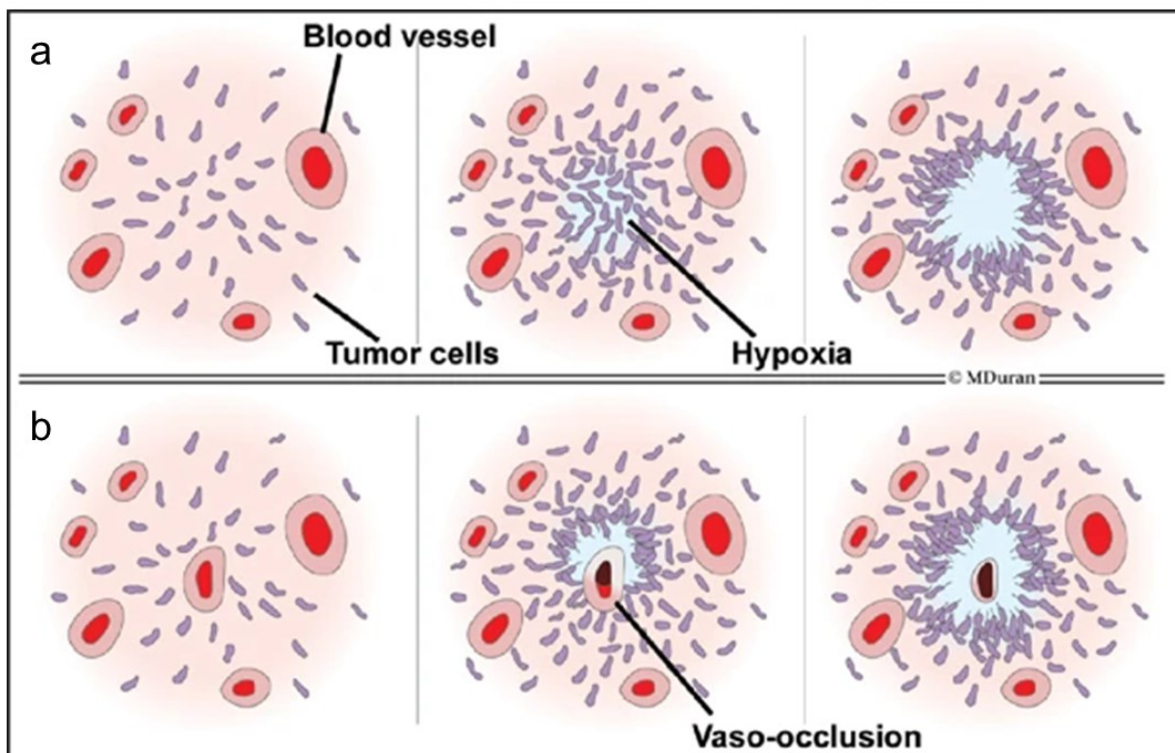 a
Blood vessel
Tumor cells
Hypoxia
© MDuran
b
Vaso-occlusion